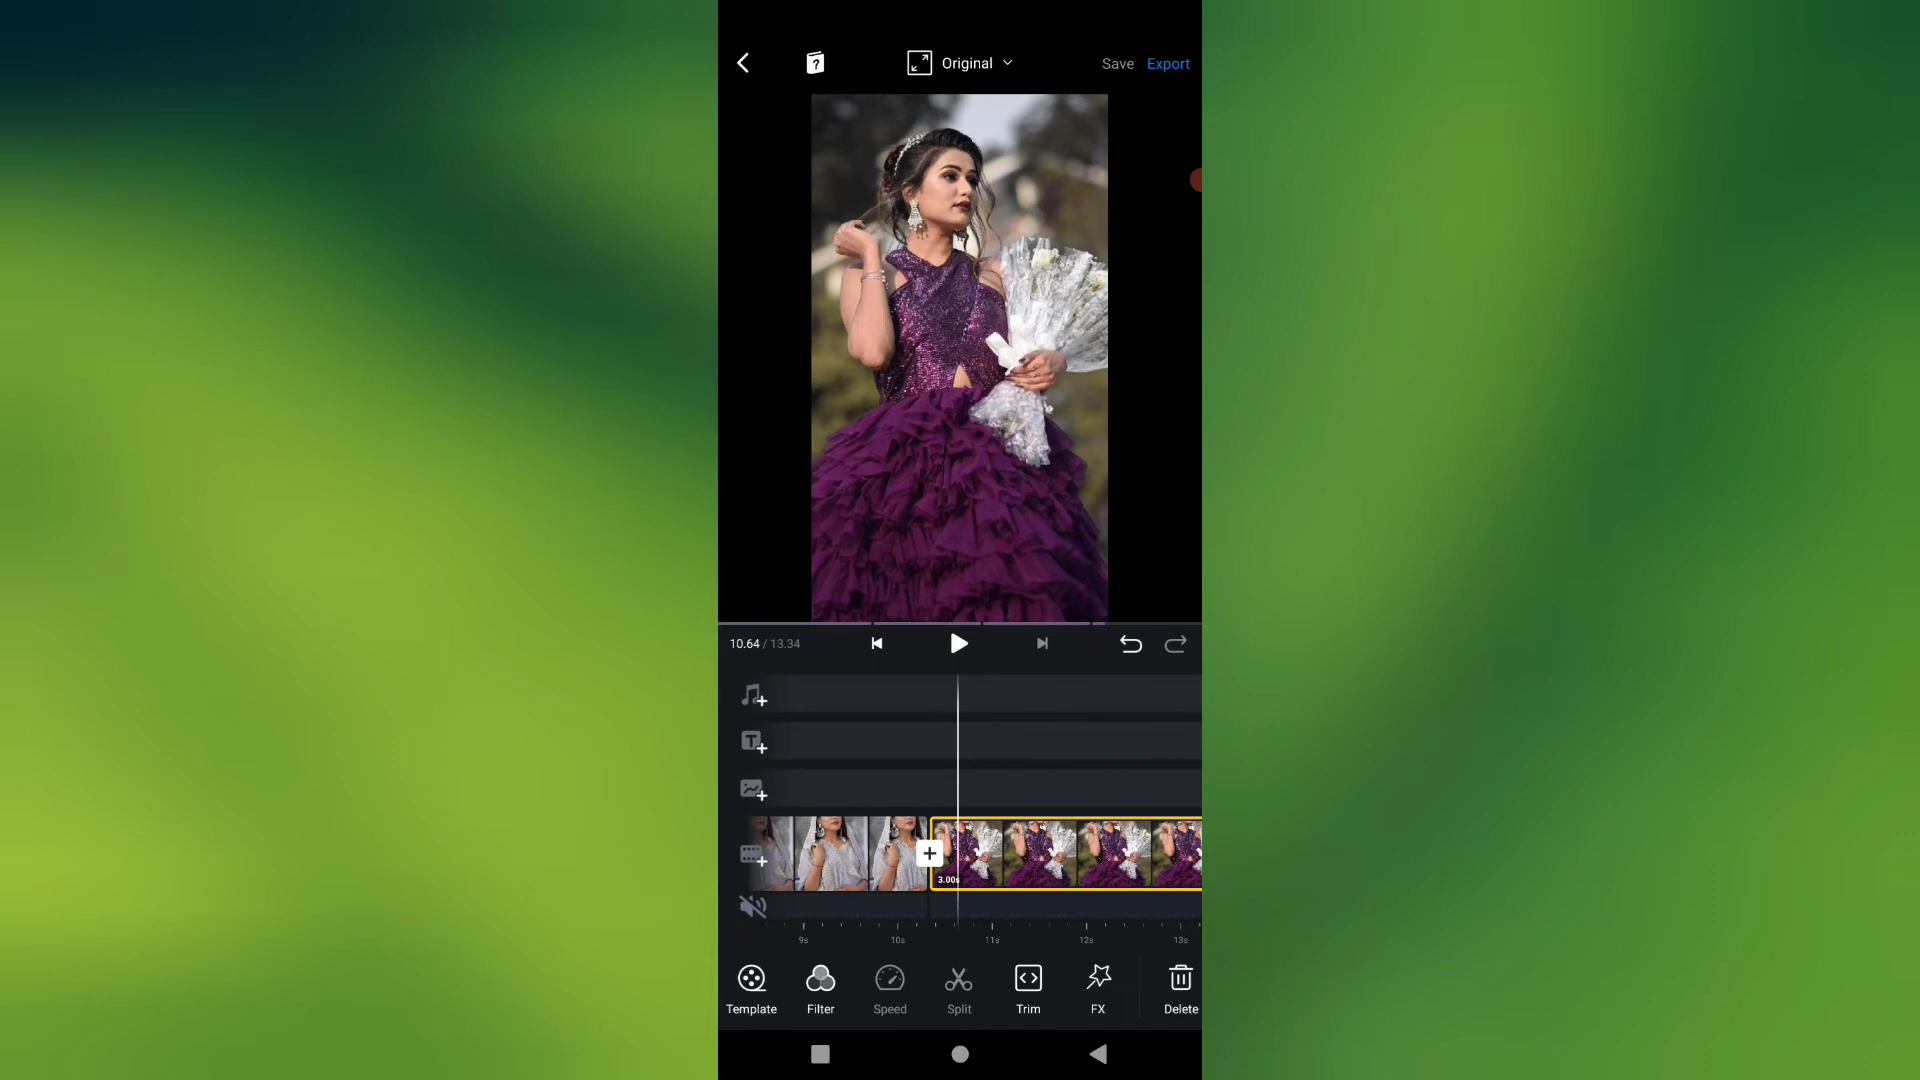 Original
Save Export
10.64 / 13.34
3.00s
9s 10s 11s 12s 13s
Template Filter Speed Split Trim FX Delete